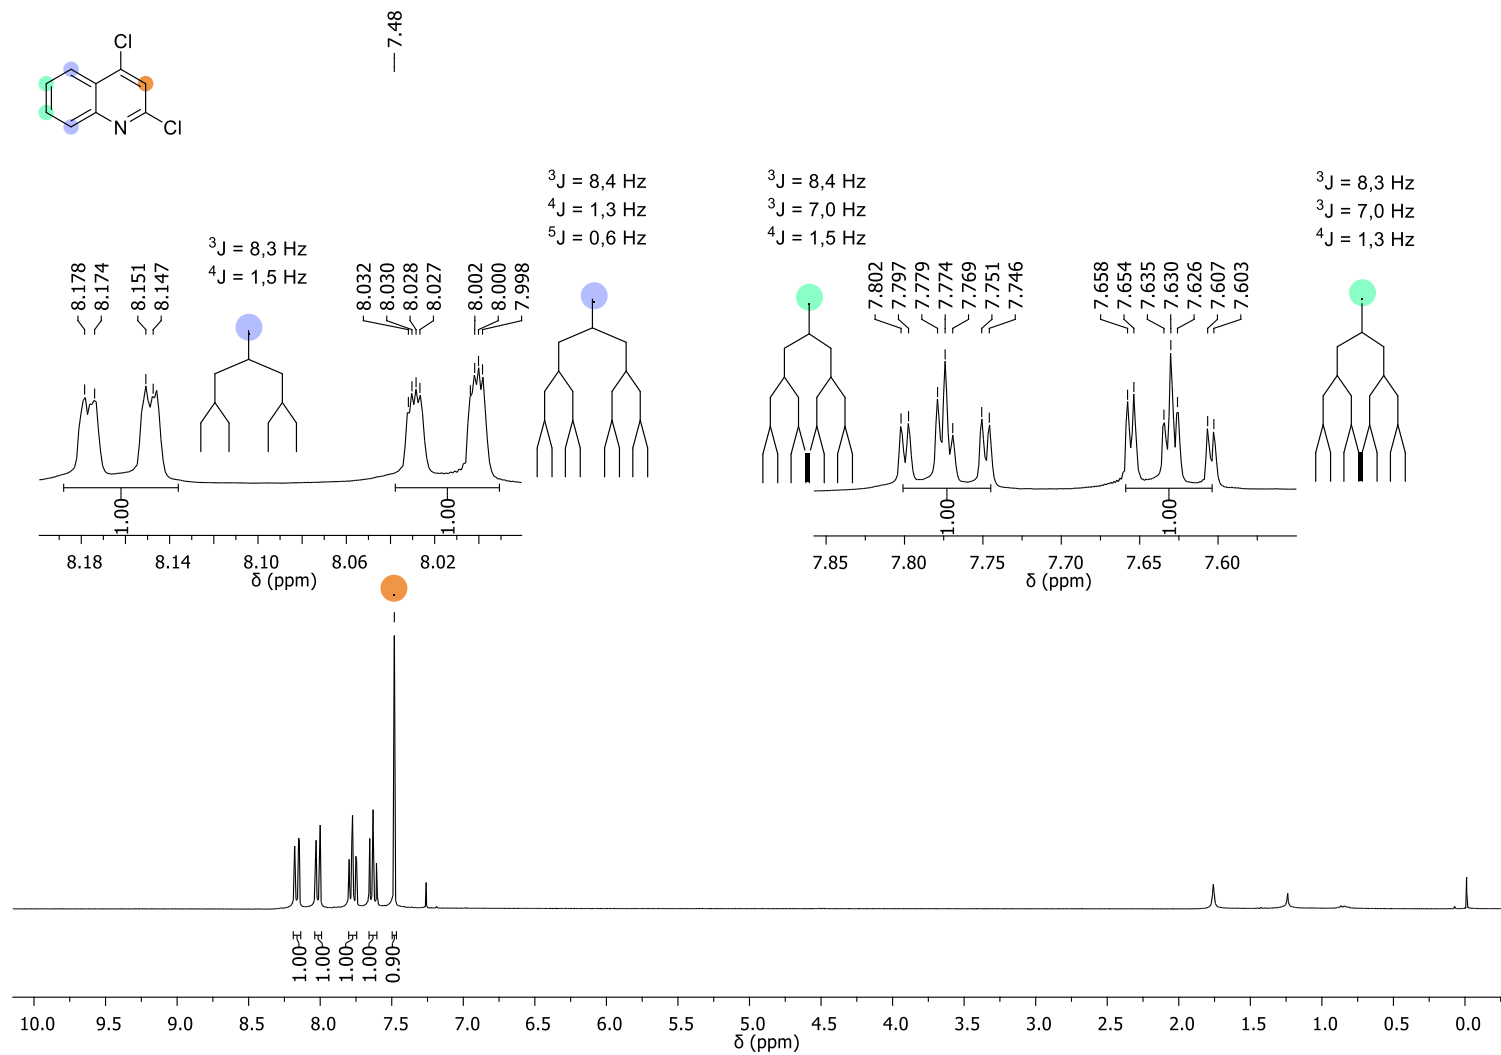 7.48
Cl
N
Cl
³J = 8,3 Hz
⁴J = 1,5 Hz
³J = 8,4 Hz
⁴J = 1,3 Hz
⁵J = 0,6 Hz
³J = 8,4 Hz
³J = 7,0 Hz
⁴J = 1,5 Hz
³J = 8,3 Hz
³J = 7,0 Hz
⁴J = 1,3 Hz
8.178
8.174
8.151
8.147
8.032
8.030
8.028
8.027
8.002
8.000
7.998
7.802
7.797
7.779
7.774
7.769
7.751
7.746
7.658
7.654
7.635
7.630
7.626
7.607
7.603
1.00
1.00
1.00
1.00
8.18 8.14 8.10 8.06 8.02
δ (ppm)
7.85 7.80 7.75 7.70 7.65 7.60
δ (ppm)
1.00
1.00
1.00
1.00
0.90
10.0 9.5 9.0 8.5 8.0 7.5 7.0 6.5 6.0 5.5 5.0 4.5 4.0 3.5 3.0 2.5 2.0 1.5 1.0 0.5 0.0
δ (ppm)